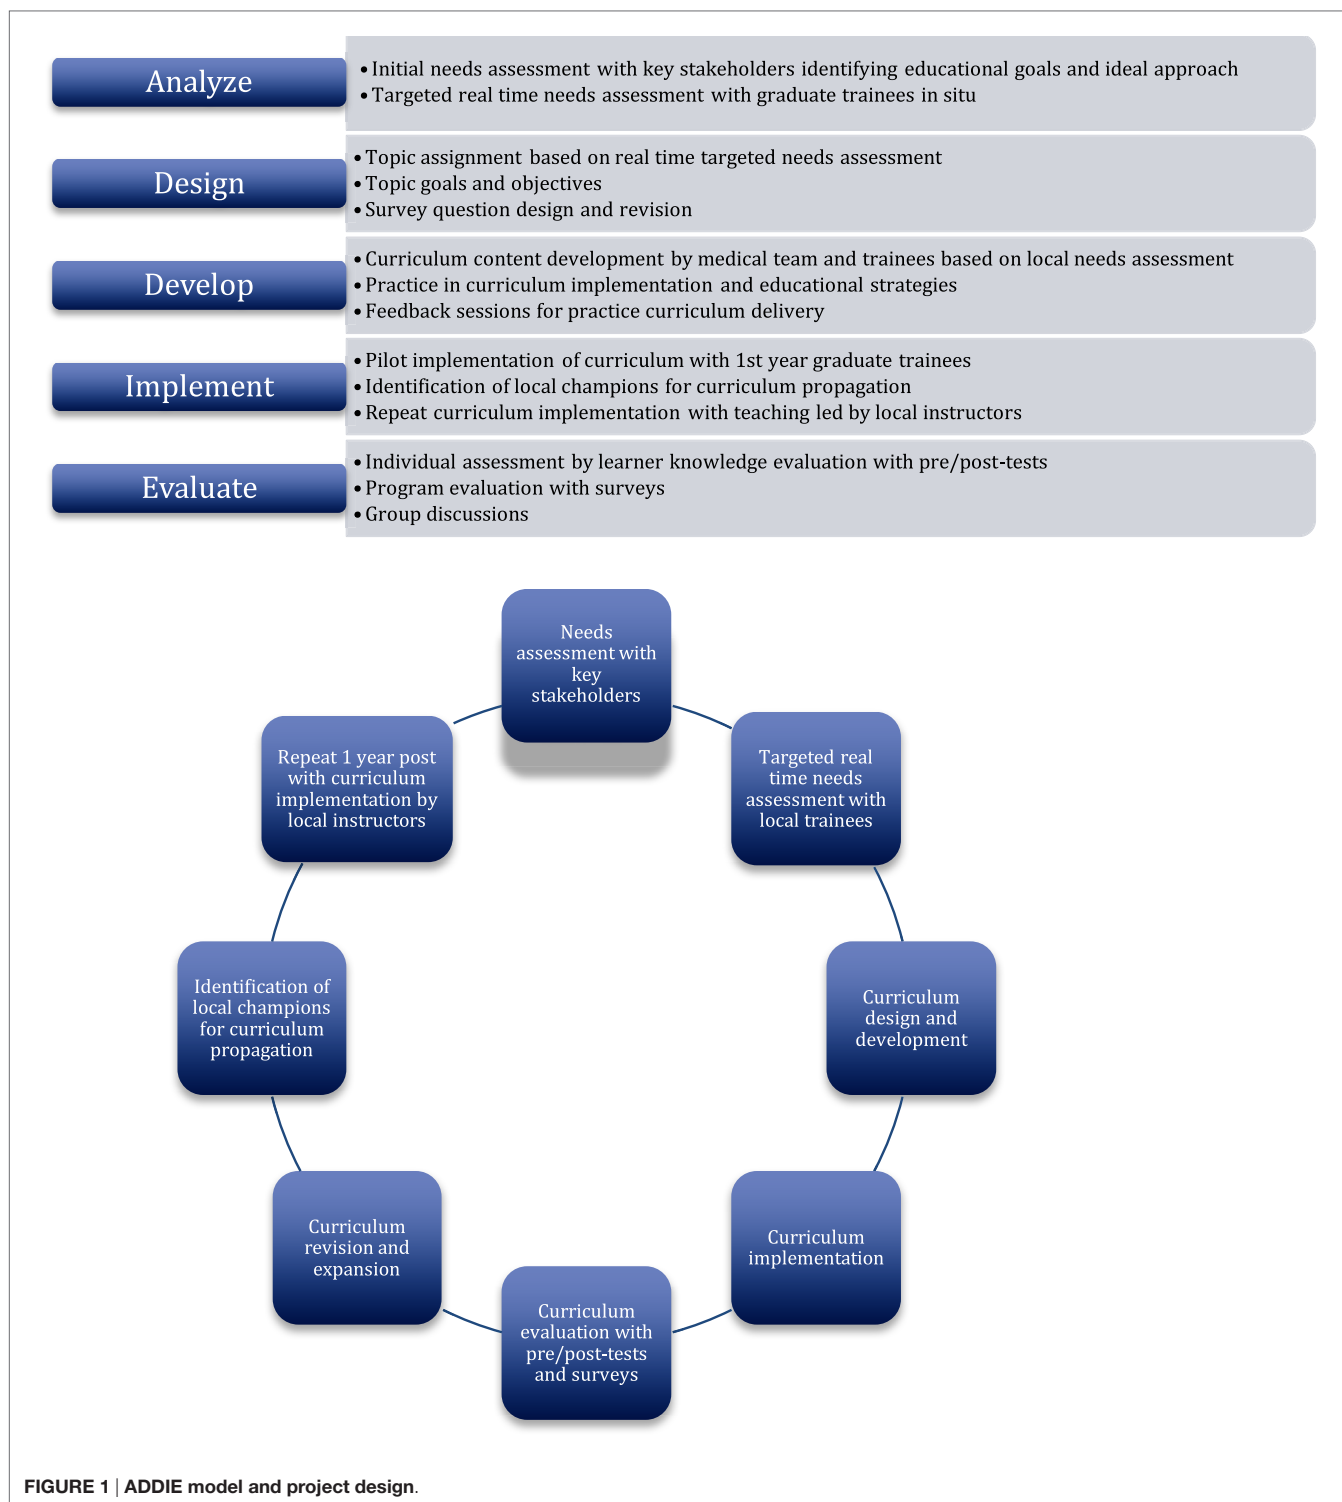 Analyze
• Initial needs assessment with key stakeholders identifying educational goals and ideal approach
• Targeted real time needs assessment with graduate trainees in situ
Design
• Topic assignment based on real time targeted needs assessment
• Topic goals and objectives
• Survey question design and revision
Develop
• Curriculum content development by medical team and trainees based on local needs assessment
• Practice in curriculum implementation and educational strategies
• Feedback sessions for practice curriculum delivery
Implement
• Pilot implementation of curriculum with 1st year graduate trainees
• Identification of local champions for curriculum propagation
• Repeat curriculum implementation with teaching led by local instructors
Evaluate
• Individual assessment by learner knowledge evaluation with pre/post-tests
• Program evaluation with surveys
• Group discussions
Needs
assessment with
key
stakeholders
Targeted real
time needs
assessment with
local trainees
Curriculum
design and
development
Curriculum
implementation
Curriculum
evaluation with
pre/post-tests
and surveys
Curriculum
revision and
expansion
Identification of
local champions
for curriculum
propagation
Repeat 1 year post
with curriculum
implementation by
local instructors
FIGURE 1 | ADDIE model and project design.